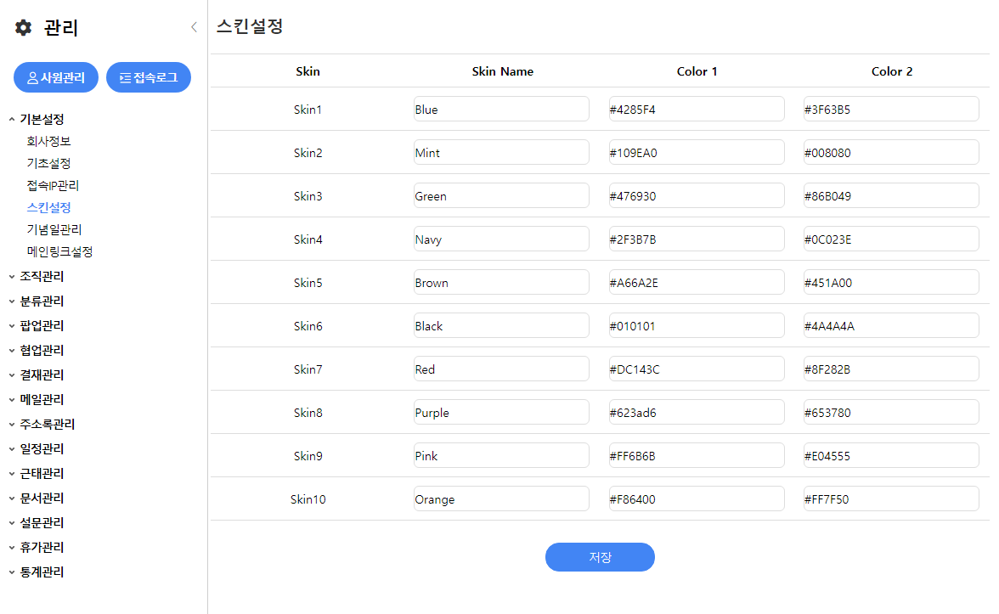 관리
사원관리 접속로그
기본설정
회사정보
기초설정
접속IP관리
스킨설정
기념일관리
메인링크설정
조직관리
분류관리
팝업관리
협업관리
결재관리
메일관리
주소록관리
일정관리
근태관리
문서관리
설문관리
휴가관리
통계관리
스킨설정
Skin Skin Name Color 1 Color 2
Skin1 Blue #4285F4 #3F63B5
Skin2 Mint #109EA0 #008080
Skin3 Green #476930 #86B049
Skin4 Navy #2F3B7B #0C023E
Skin5 Brown #A66A2E #451A00
Skin6 Black #010101 #4A4A4A
Skin7 Red #DC143C #8F282B
Skin8 Purple #623ad6 #653780
Skin9 Pink #FF6B6B #E04555
Skin10 Orange #F86400 #FF7F50
저장